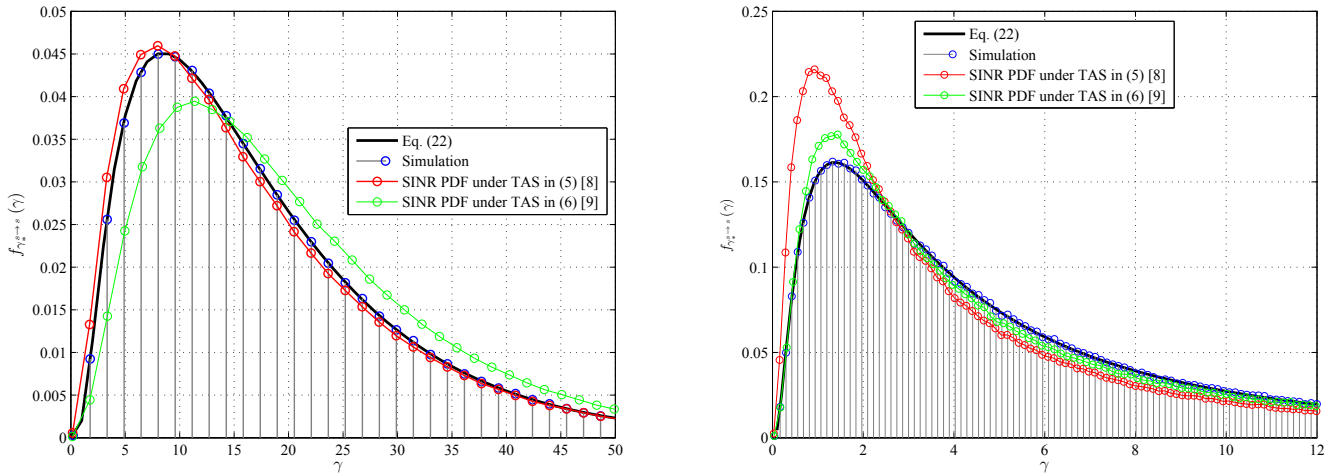 0.045
0.04
0.035
0.03
0.025
0.02
0.015
0.01
0.005
0
f_{γ_*^{s→s}} (γ)
0 5 10 15 20 25 30 35 40 45 50
γ
Eq. (22)
Simulation
SINR PDF under TAS in (5) [8]
SINR PDF under TAS in (6) [9]
0.25
0.2
0.15
0.1
0.05
0
f_{γ_*^{s→s}} (γ)
0 2 4 6 8 10 12
γ
Eq. (22)
Simulation
SINR PDF under TAS in (5) [8]
SINR PDF under TAS in (6) [9]